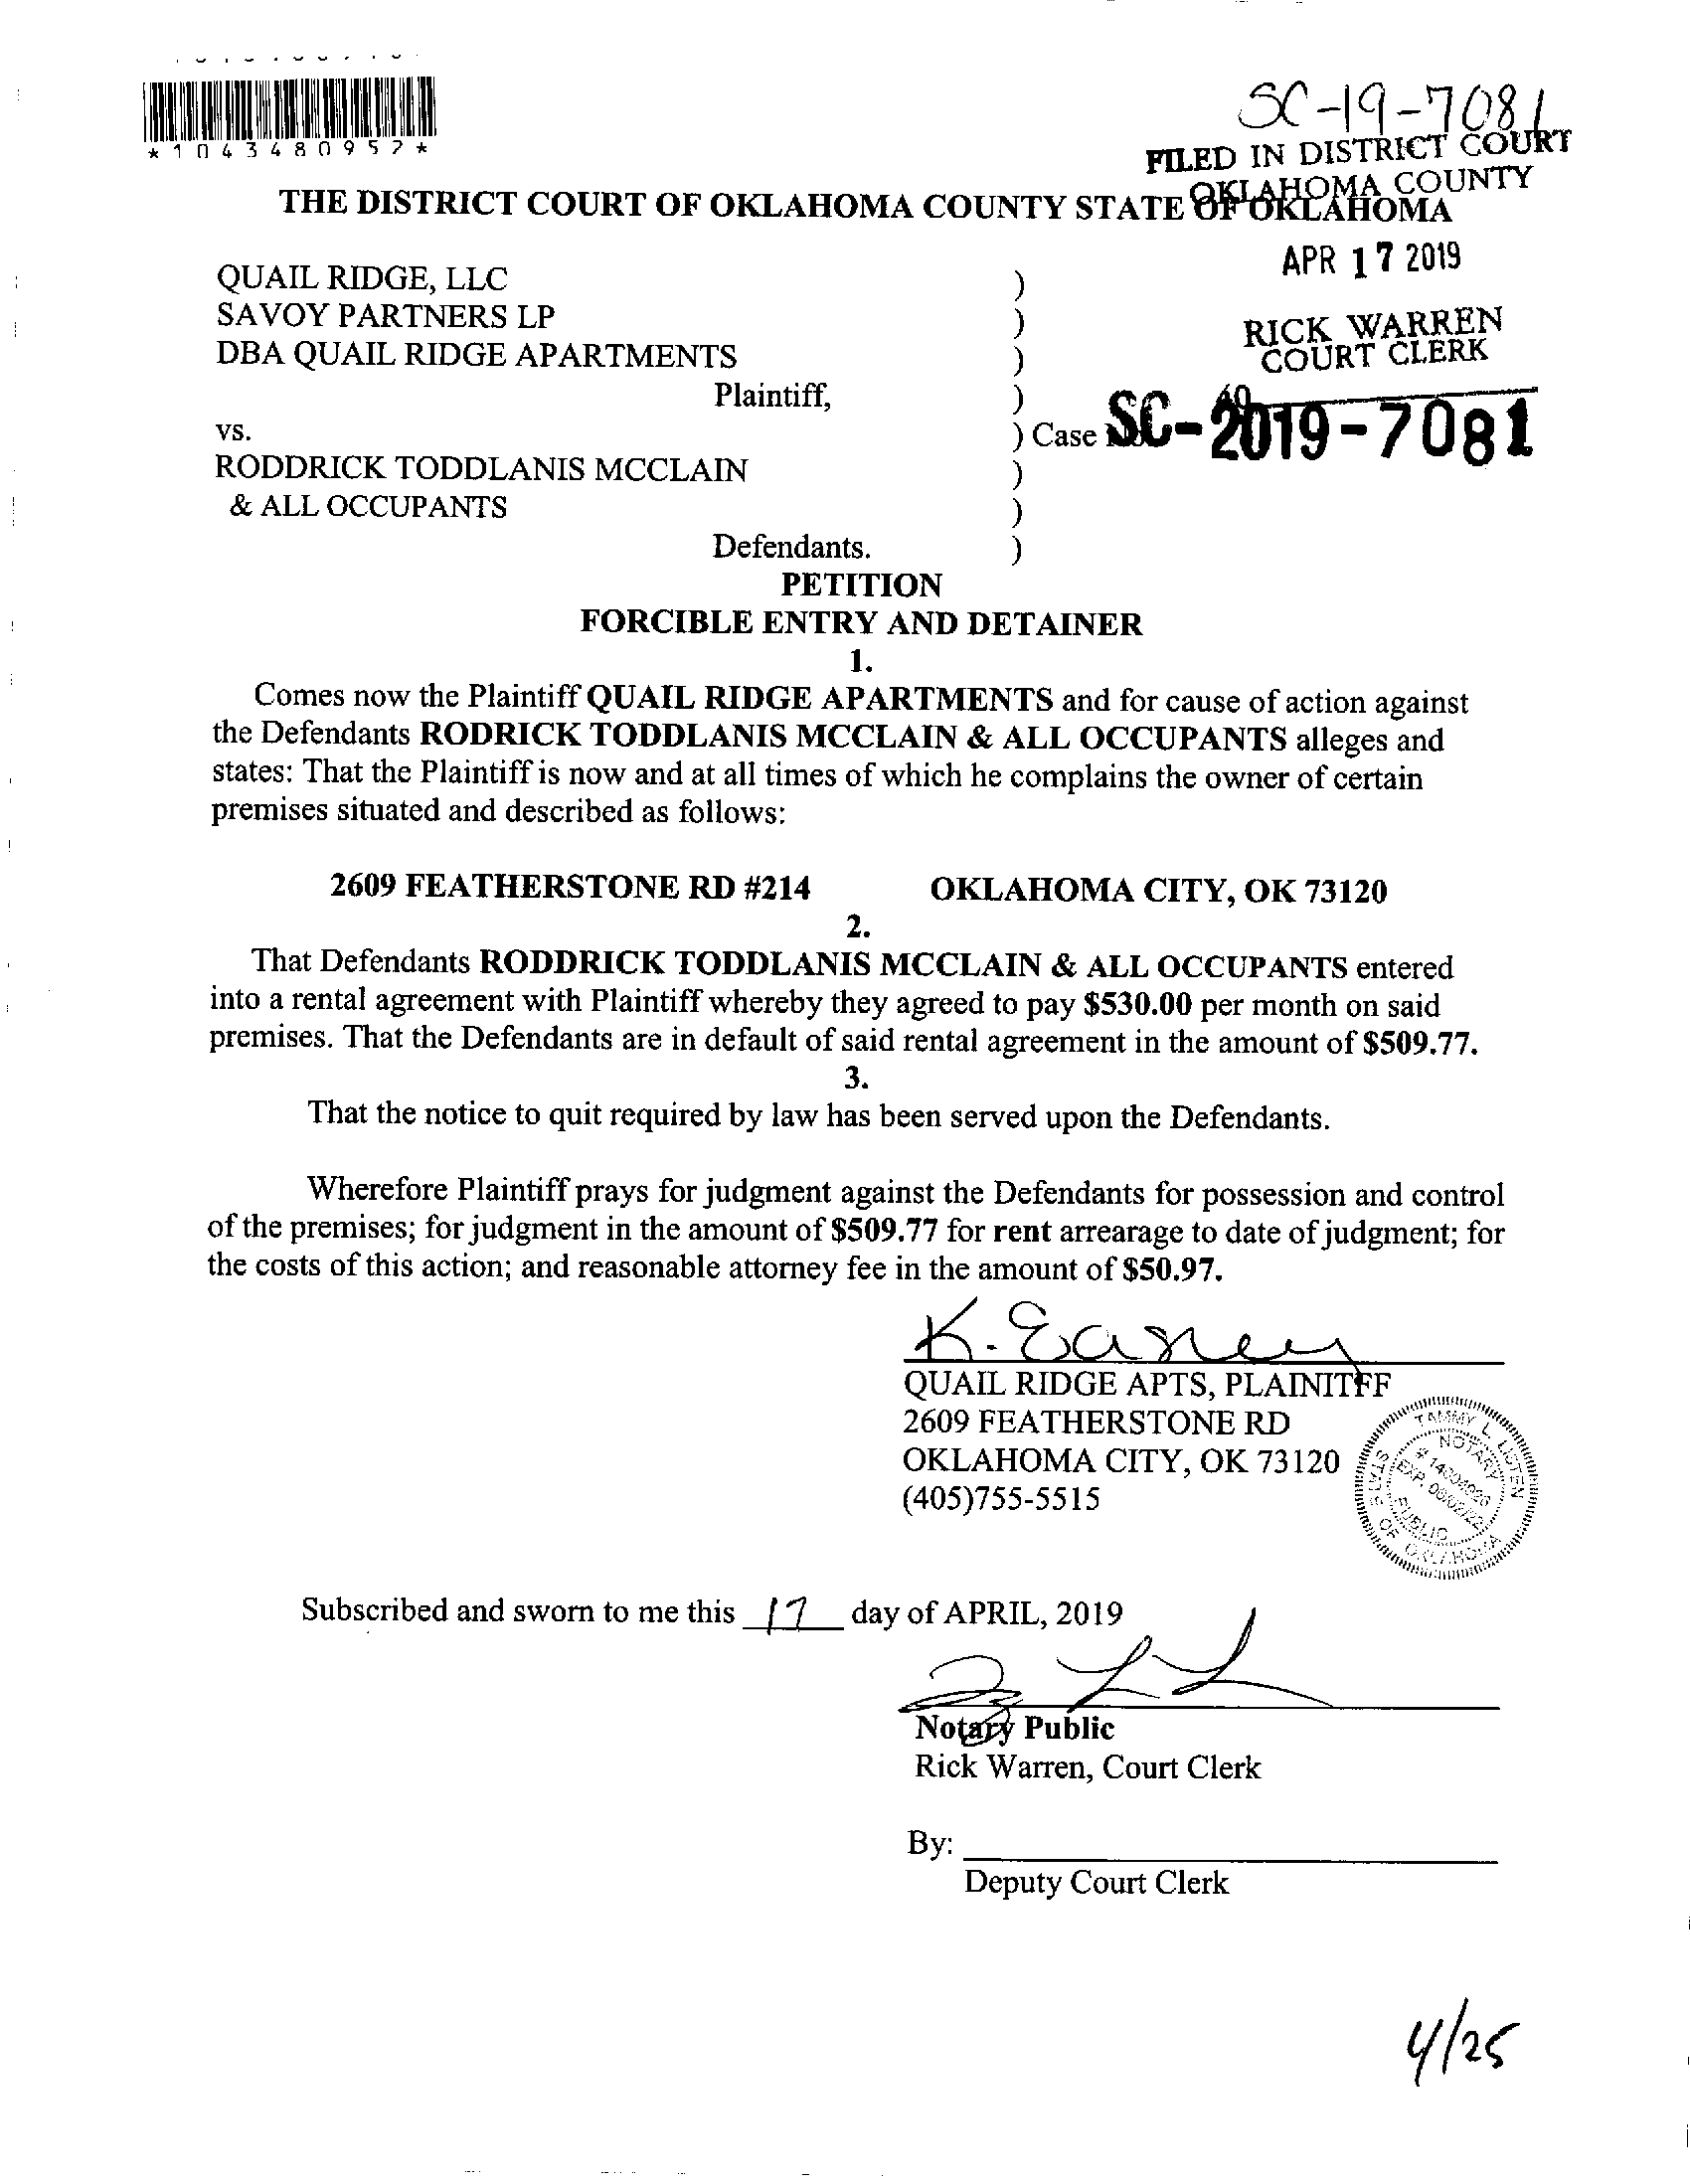 *1043480957*
SC-19-7081
FILED IN DISTRICT COURT
OKLAHOMA COUNTY
THE DISTRICT COURT OF OKLAHOMA COUNTY STATE OF OKLAHOMA
APR 17 2019
QUAIL RIDGE, LLC )
SAVOY PARTNERS LP )
RICK WARREN
COURT CLERK
DBA QUAIL RIDGE APARTMENTS )
Plaintiff, )
vs. ) Case No. SC-2019-7081
RODDRICK TODDLANIS MCCLAIN )
& ALL OCCUPANTS )
Defendants. )
PETITION
FORCIBLE ENTRY AND DETAINER
1.
Comes now the Plaintiff QUAIL RIDGE APARTMENTS and for cause of action against
the Defendants RODRICK TODDLANIS MCCLAIN & ALL OCCUPANTS alleges and
states: That the Plaintiff is now and at all times of which he complains the owner of certain
premises situated and described as follows:
2609 FEATHERSTONE RD #214 OKLAHOMA CITY, OK 73120
2.
That Defendants RODDRICK TODDLANIS MCCLAIN & ALL OCCUPANTS entered
into a rental agreement with Plaintiff whereby they agreed to pay $530.00 per month on said
premises. That the Defendants are in default of said rental agreement in the amount of $509.77.
3.
That the notice to quit required by law has been served upon the Defendants.
Wherefore Plaintiff prays for judgment against the Defendants for possession and control
of the premises; for judgment in the amount of $509.77 for rent arrearage to date of judgment; for
the costs of this action; and reasonable attorney fee in the amount of $50.97.
K. Easney
QUAIL RIDGE APTS, PLAINITFF
2609 FEATHERSTONE RD
OKLAHOMA CITY, OK 73120
(405)755-5515
TAMMY L. LISTEN
NOTARY
# 14004026
EXP. 06/02/22
PUBLIC
STATE OF OKLAHOMA
Subscribed and sworn to me this 17 day of APRIL, 2019
Notary Public
Rick Warren, Court Clerk
By:
Deputy Court Clerk
4/25